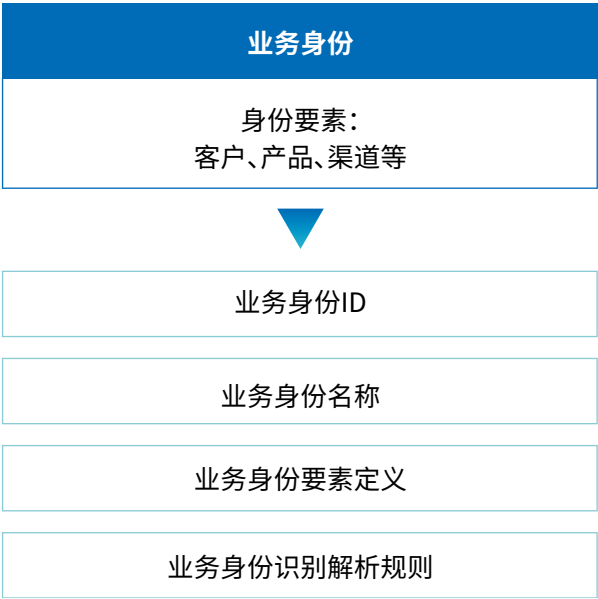 业务身份
身份要素：
客户、产品、渠道等
业务身份ID
业务身份名称
业务身份要素定义
业务身份识别解析规则